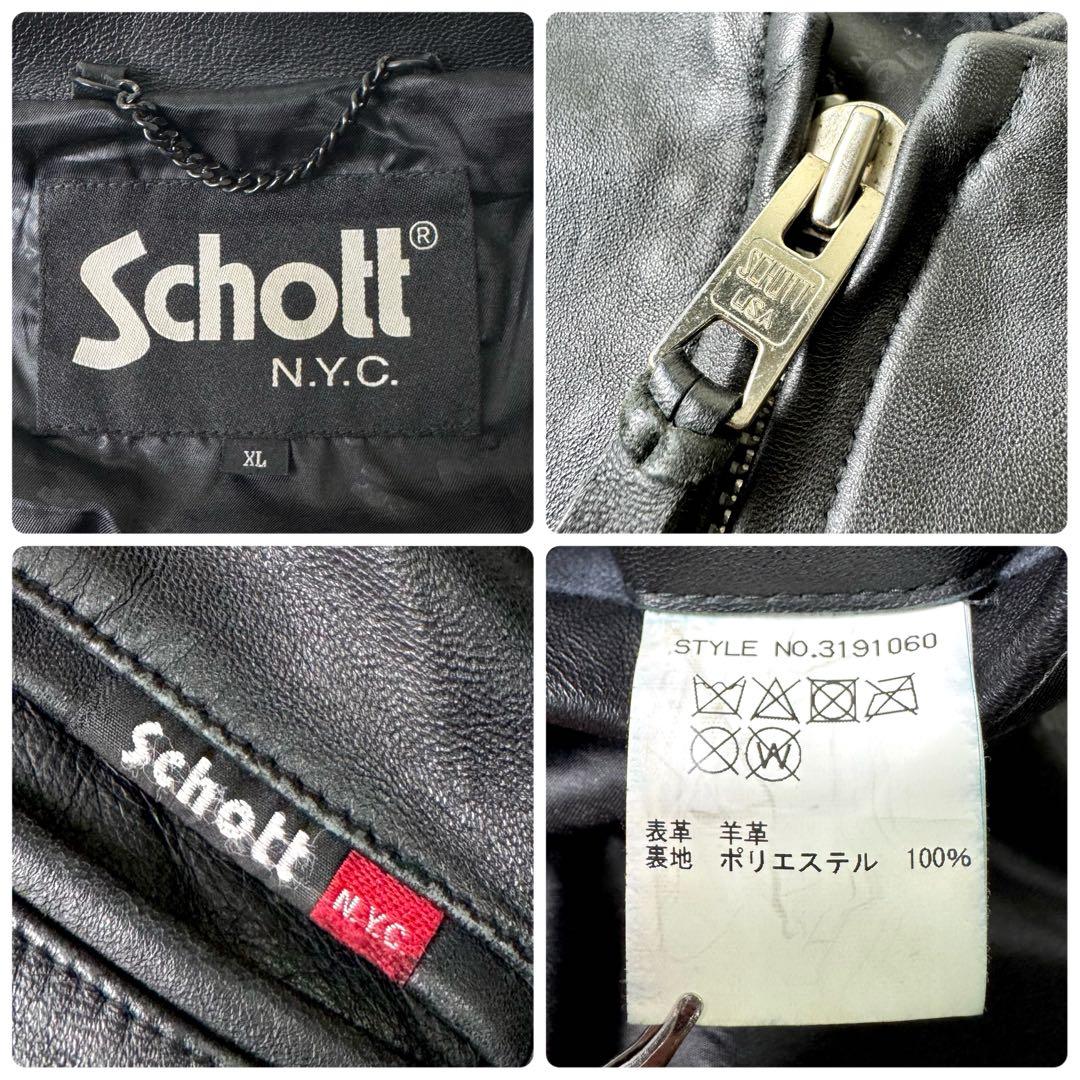 Schott®
N.Y.C.
XL
SCHOTT
USA
Schott
N.Y.C
STYLE NO.3191060
W
表革 羊革
裏地 ポリエステル 100%